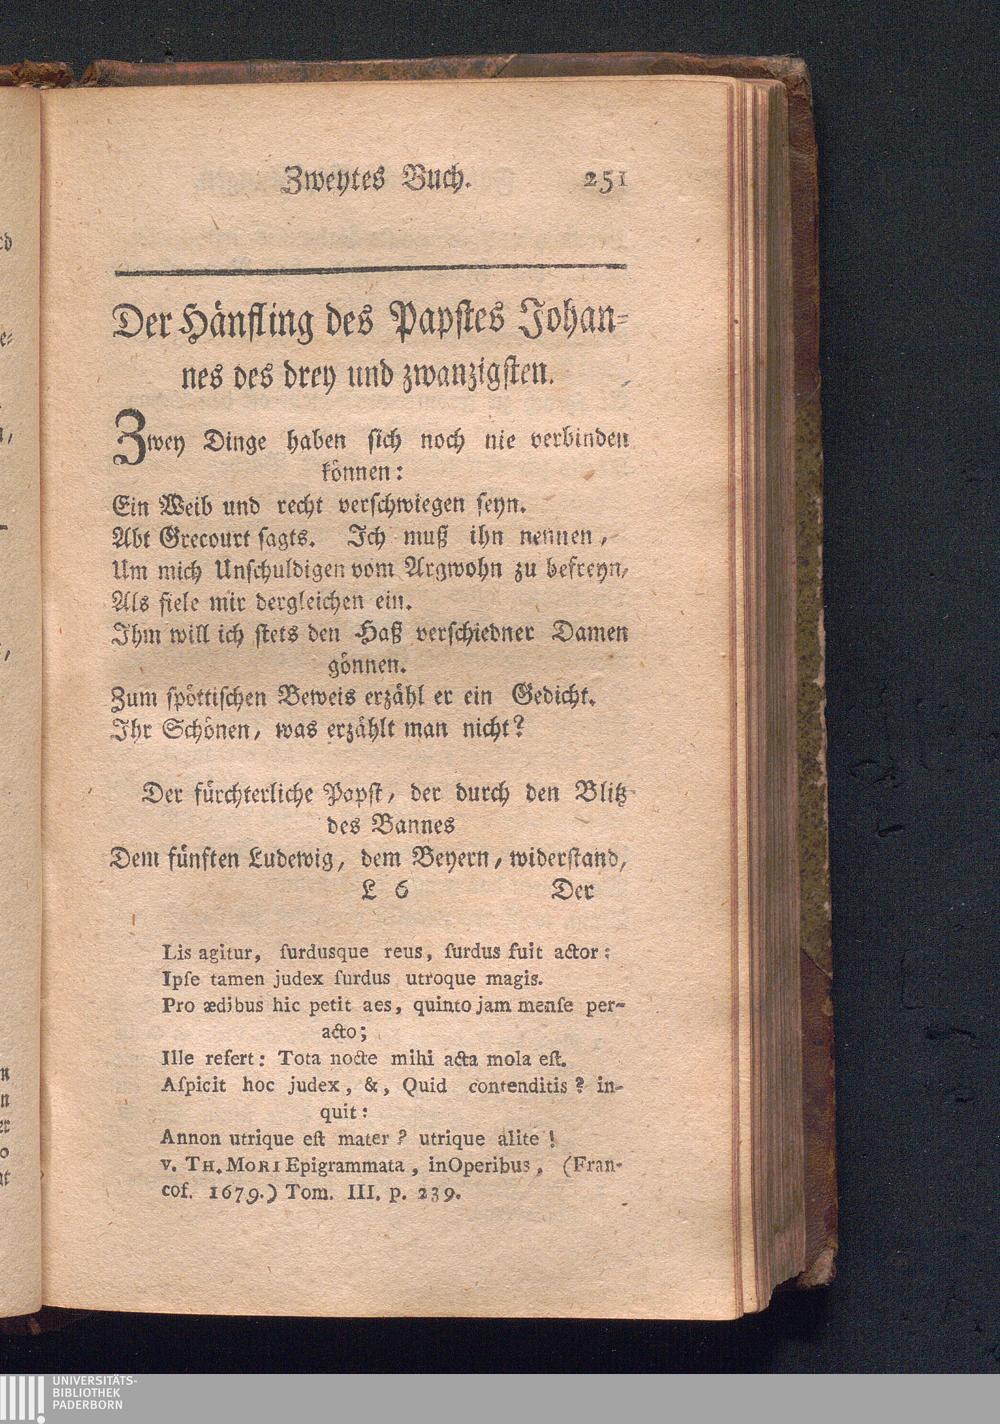 Zweytes Buch. 251
Der Hänfling des Papstes Johan-
nes des drey und zwanzigsten.
Zwey Dinge haben sich noch nie verbinden
können:
Ein Weib und recht verschwiegen seyn.
Abt Grecourt sagts. Ich muß ihn nennen,
Um mich Unschuldigen vom Argwohn zu befreyn,
Als fiele mir dergleichen ein.
Ihm will ich stets den Haß verschiedner Damen
gönnen.
Zum spöttischen Beweis erzähl er ein Gedicht.
Ihr Schönen, was erzählt man nicht?
Der fürchterliche Papst, der durch den Blitz
des Bannes
Dem fünften Ludewig, dem Beyern, widerstand,
L 6 Der
Lis agitur, ſurdusque reus, ſurdus fuit actor:
Ipſe tamen judex ſurdus utroque magis.
Pro ædibus hic petit aes, quinto jam menſe per-
acto;
Ille refert: Tota nocte mihi acta mola eſt.
Aſpicit hoc judex, &, Quid contenditis? in-
quit:
Annon utrique eſt mater? utrique alite!
v. TH. MORI Epigrammata, inOperibus, (Fran-
cof. 1679.) Tom. III. p. 239.
UNIVERSITÄTS-
BIBLIOTHEK
PADERBORN